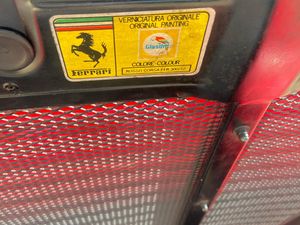 VERNICIATURA ORIGINALE
ORIGINAL PAINTING
Glasurit
COLORE-COLOUR
Ferrari